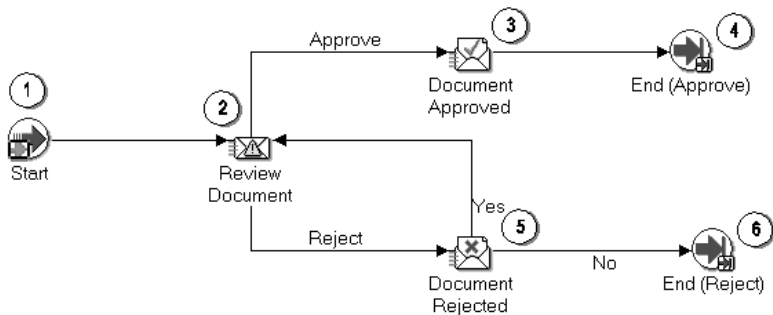 Approve
3
4
Document
Approved
End (Approve)
1
2
Start
Review
Document
Yes
Reject
5
6
No
Document
Rejected
End (Reject)